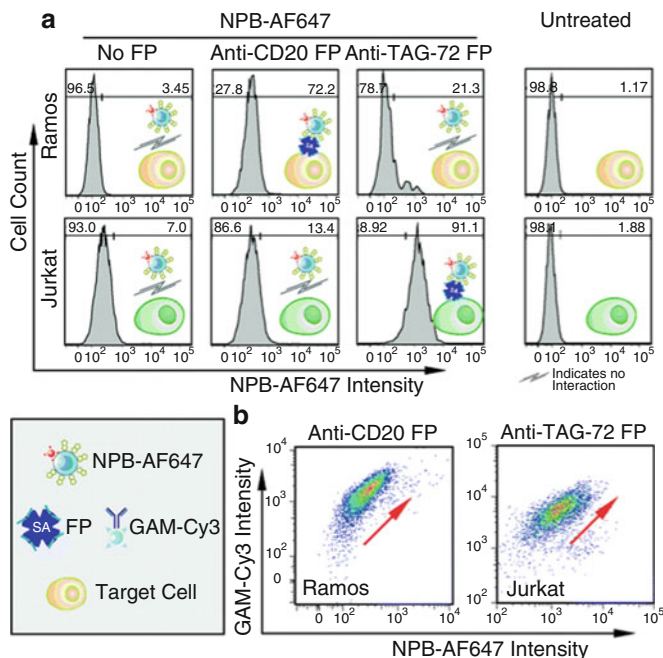 a
NPB-AF647
Untreated
No FP
Anti-CD20 FP
Anti-TAG-72 FP
Ramos
96.5 3.45
27.8 72.2
78.7 21.3
98.8 1.17
0 10² 10³ 10⁴ 10⁵
0 10² 10³ 10⁴ 10⁵
0 10² 10³ 10⁴ 10⁵
0 10² 10³ 10⁴ 10⁵
Cell Count
Jurkat
93.0 7.0
86.6 13.4
8.92 91.1
98.1 1.88
SA
0 10² 10³ 10⁴ 10⁵
0 10² 10³ 10⁴ 10⁵
0 10² 10³ 10⁴ 10⁵
0 10² 10³ 10⁴ 10⁵
NPB-AF647 Intensity
Indicates no
Interaction
NPB-AF647
SA FP
GAM-Cy3
Target Cell
b
Anti-CD20 FP
Anti-TAG-72 FP
GAM-Cy3 Intensity
10⁴
10³
10²
0
Ramos
0 10² 10³ 10⁴
10⁵
10⁴
10³
10²
Jurkat
10² 10³ 10⁴ 10⁵
NPB-AF647 Intensity